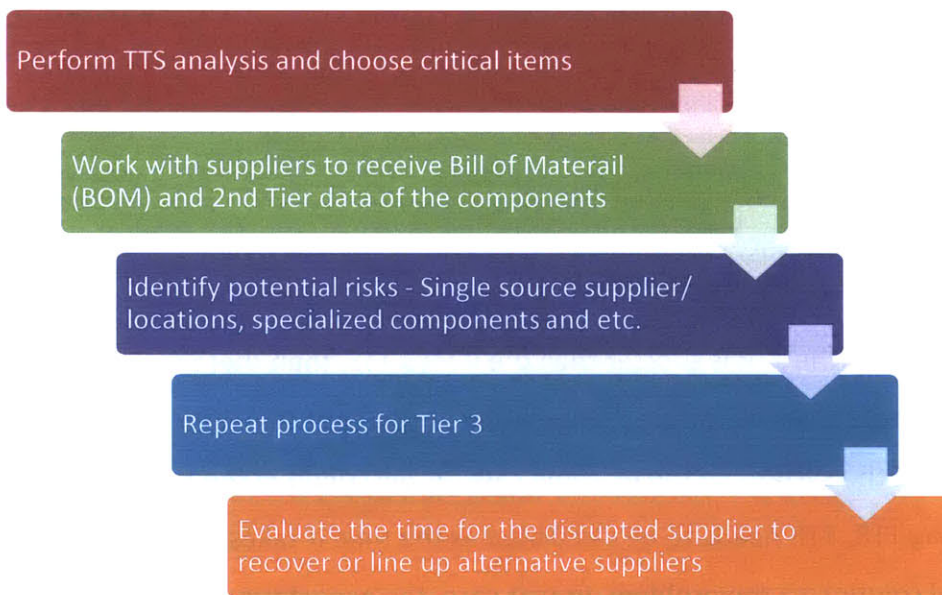 Perform TTS analysis and choose critical items
Work with suppliers to receive Bill of Materail
(BOM) and 2nd Tier data of the components
Identify potential risks - Single source supplier/
locations, specialized components and etc.
Repeat process for Tier 3
Evaluate the time for the disrupted supplier to
recover or line up alternative suppliers